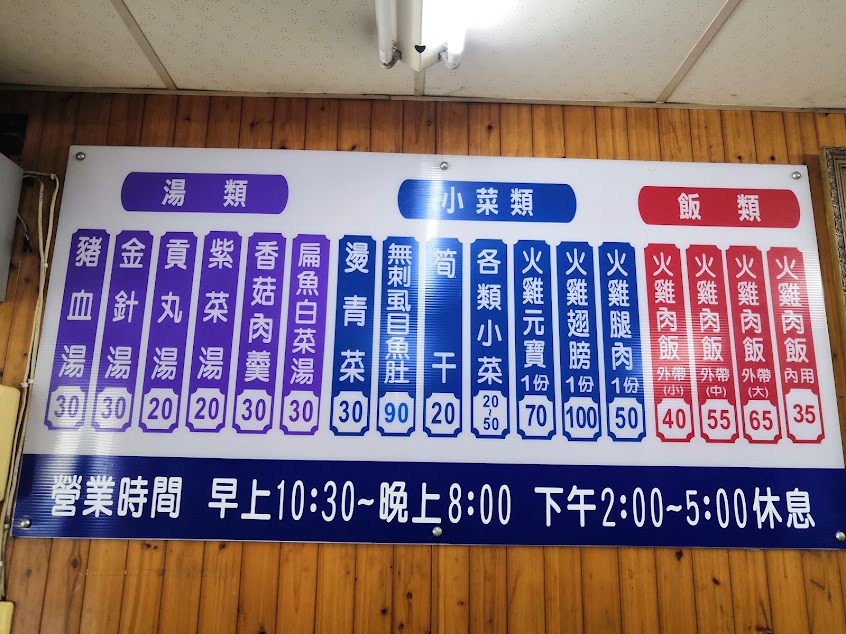 飯類
火雞肉飯 內用 35
火雞肉飯 外帶(大) 65
火雞肉飯 外帶(中) 55
火雞肉飯 外帶(小) 40
小菜類
火雞腿肉 1份 50
火雞翅膀 1份 100
火雞元寶 1份 70
各類小菜 20~50
筍干 20
無刺虱目魚肚 90
燙青菜 30
湯類
扁魚白菜湯 30
香菇肉羹 30
紫菜湯 20
貢丸湯 20
金針湯 30
豬血湯 30
營業時間 早上10:30~晚上8:00 下午2:00~5:00休息